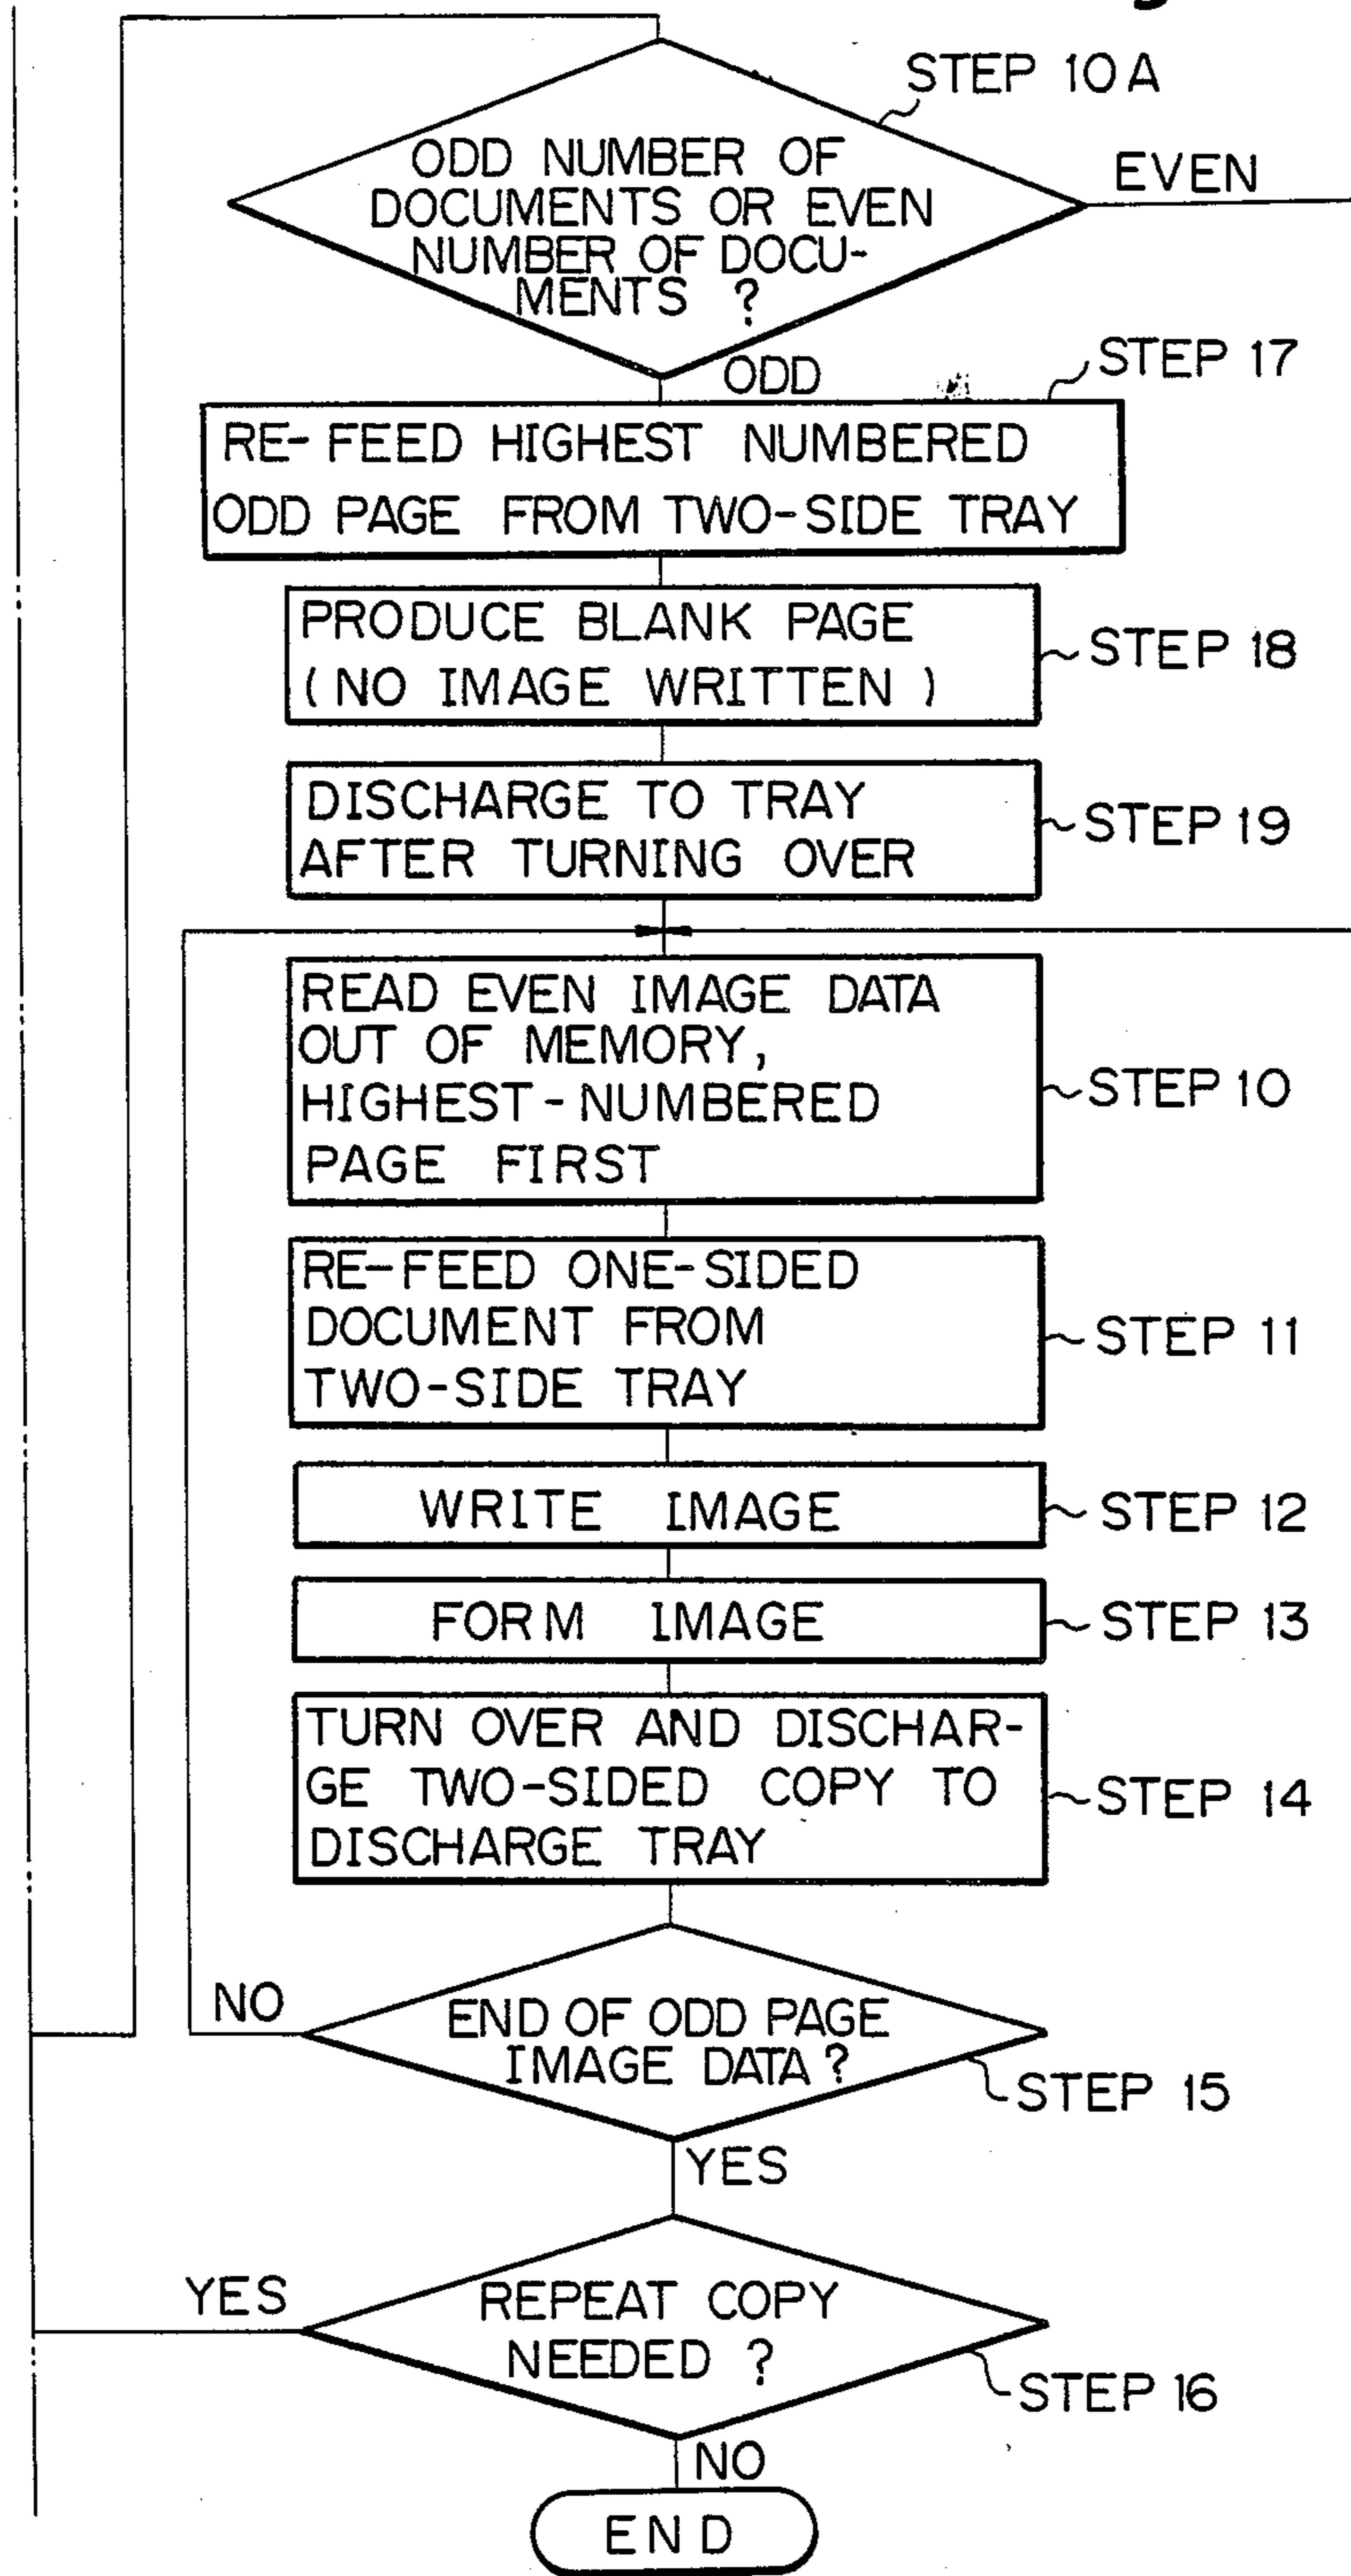 STEP 10A
ODD NUMBER OF
DOCUMENTS OR EVEN
NUMBER OF DOCU-
MENTS ?
EVEN
ODD
STEP 17
RE-FEED HIGHEST NUMBERED
ODD PAGE FROM TWO-SIDE TRAY
PRODUCE BLANK PAGE
(NO IMAGE WRITTEN)
STEP 18
DISCHARGE TO TRAY
AFTER TURNING OVER
STEP 19
READ EVEN IMAGE DATA
OUT OF MEMORY,
HIGHEST-NUMBERED
PAGE FIRST
STEP 10
RE-FEED ONE-SIDED
DOCUMENT FROM
TWO-SIDE TRAY
STEP 11
WRITE IMAGE
STEP 12
FORM IMAGE
STEP 13
TURN OVER AND DISCHAR-
GE TWO-SIDED COPY TO
DISCHARGE TRAY
STEP 14
NO
END OF ODD PAGE
IMAGE DATA?
STEP 15
YES
YES
REPEAT COPY
NEEDED ?
STEP 16
NO
END